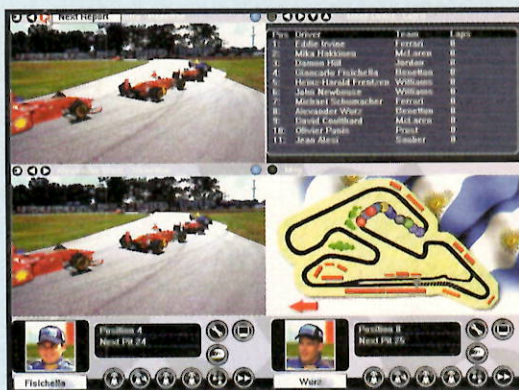 Next Report
Pos Driver Team Laps
1: Eddie Irvine Ferrari 0
2: Mika Hakkinen McLaren 0
3: Damon Hill Jordan 0
4: Giancarlo Fisichella Benetton 0
5: Heinz-Harald Frentzen Williams 0
6: John Newhouse Williams 0
7: Michael Schumacher Ferrari 0
8: Alexander Wurz Benetton 0
9: David Coulthard McLaren 0
10: Olivier Panis Prost 0
11: Jean Alesi Sauber 0
Position 4
Next Pit 24
Fisichella
Position 8
Next Pit 25
Wurz